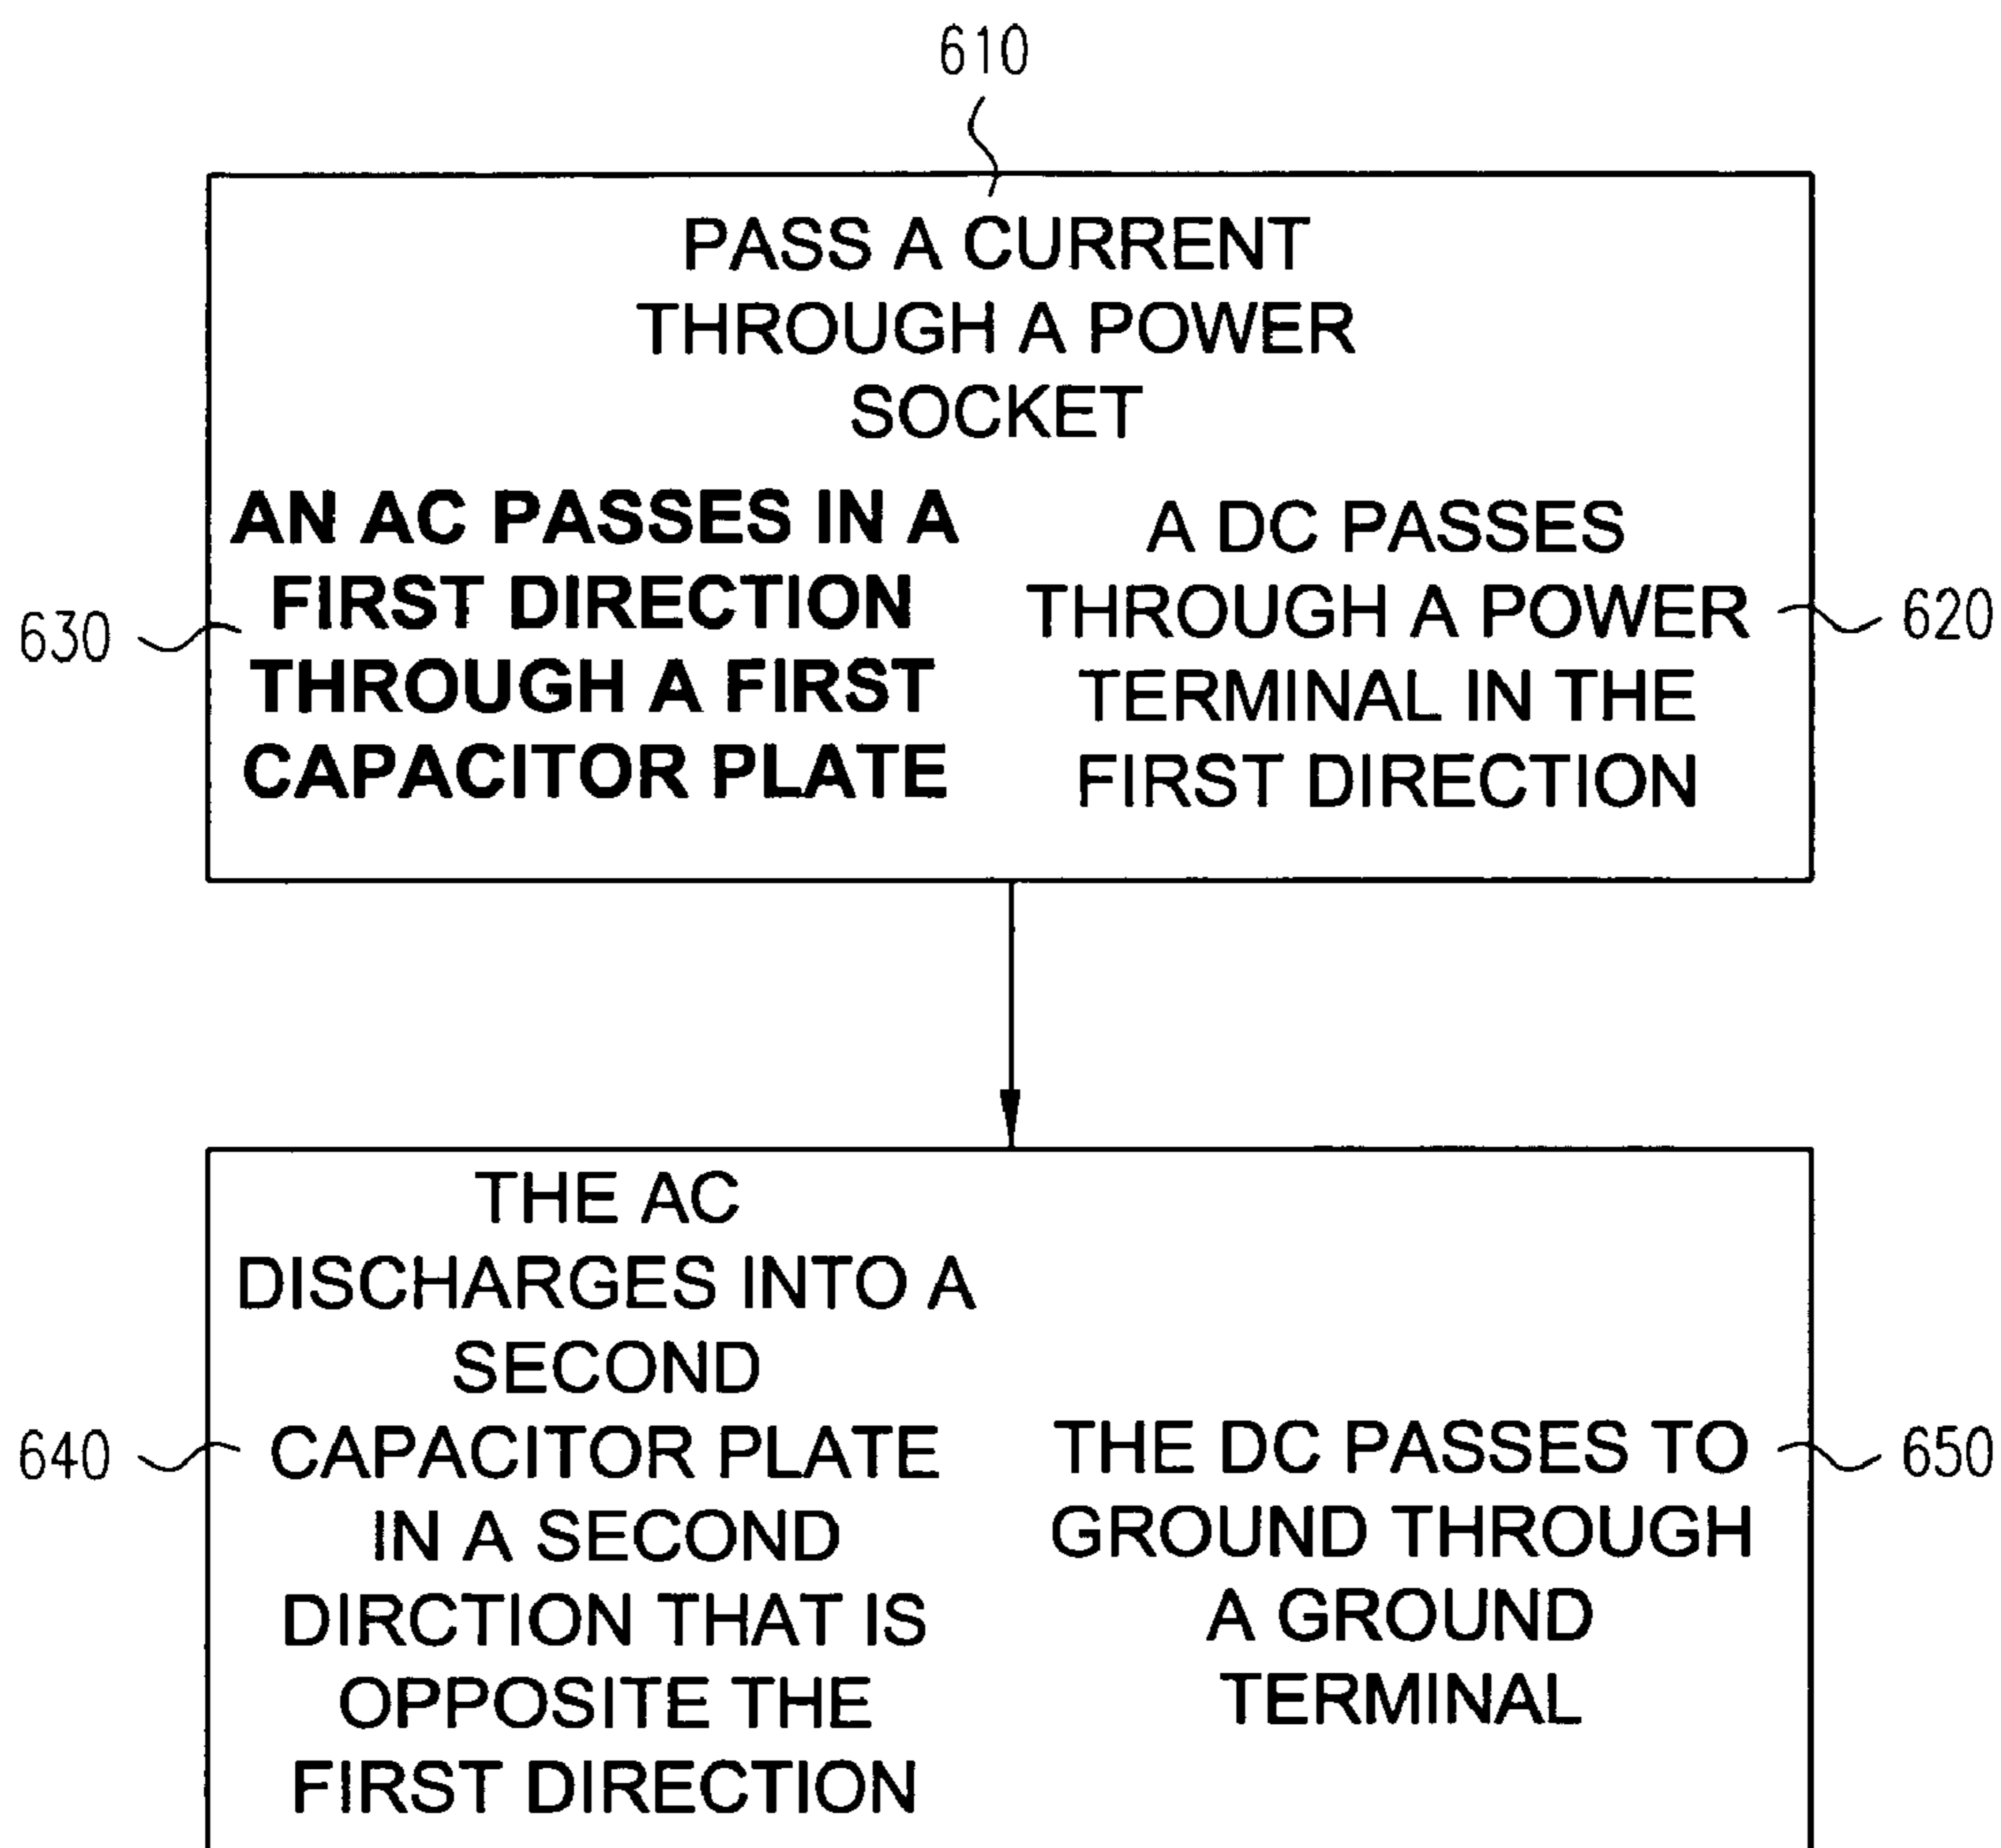 610
PASS A CURRENT
THROUGH A POWER
SOCKET
630
AN AC PASSES IN A
FIRST DIRECTION
THROUGH A FIRST
CAPACITOR PLATE
A DC PASSES
THROUGH A POWER
TERMINAL IN THE
FIRST DIRECTION
620
640
THE AC
DISCHARGES INTO A
SECOND
CAPACITOR PLATE
IN A SECOND
DIRCTION THAT IS
OPPOSITE THE
FIRST DIRECTION
THE DC PASSES TO
GROUND THROUGH
A GROUND
TERMINAL
650